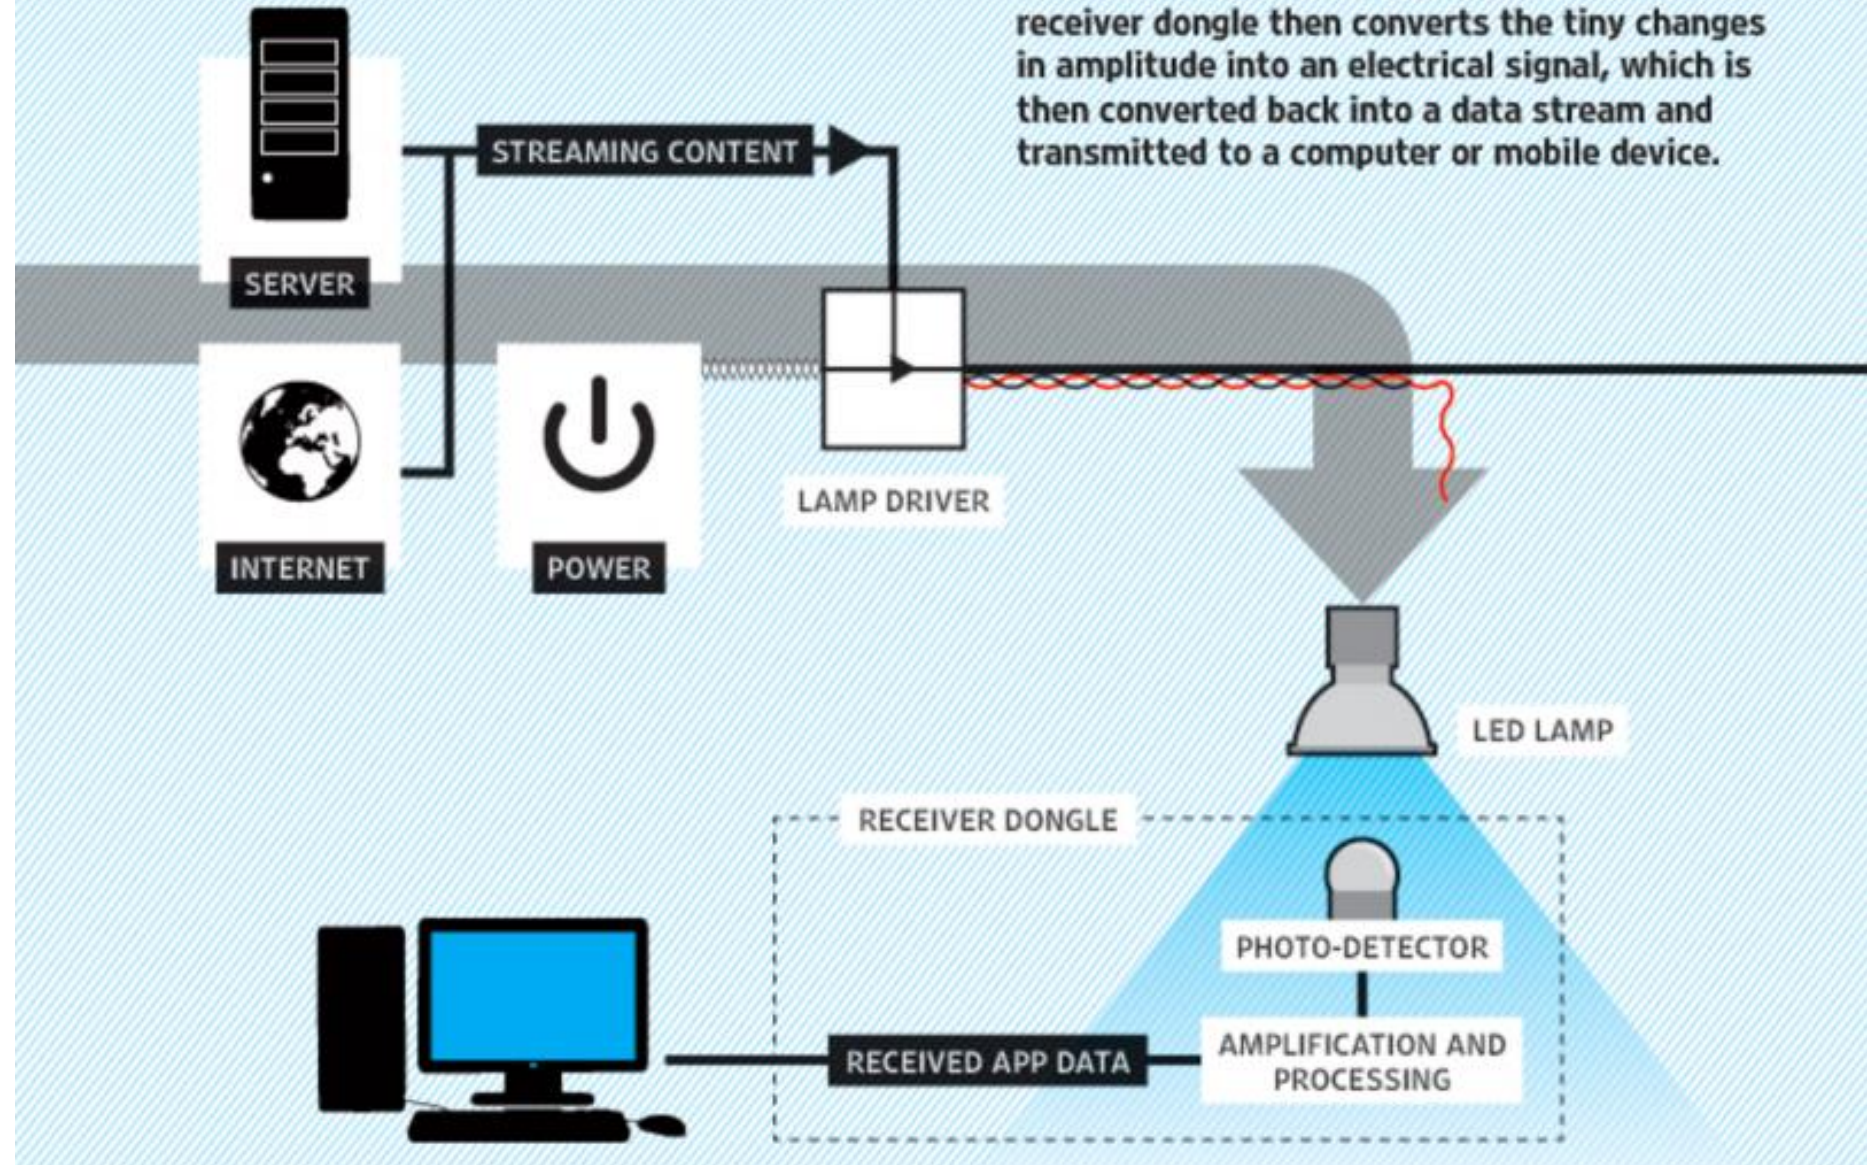 receiver dongle then converts the tiny changes
in amplitude into an electrical signal, which is
then converted back into a data stream and
transmitted to a computer or mobile device.
STREAMING CONTENT
SERVER
LAMP DRIVER
INTERNET
POWER
LED LAMP
RECEIVER DONGLE
PHOTO-DETECTOR
RECEIVED APP DATA
AMPLIFICATION AND
PROCESSING